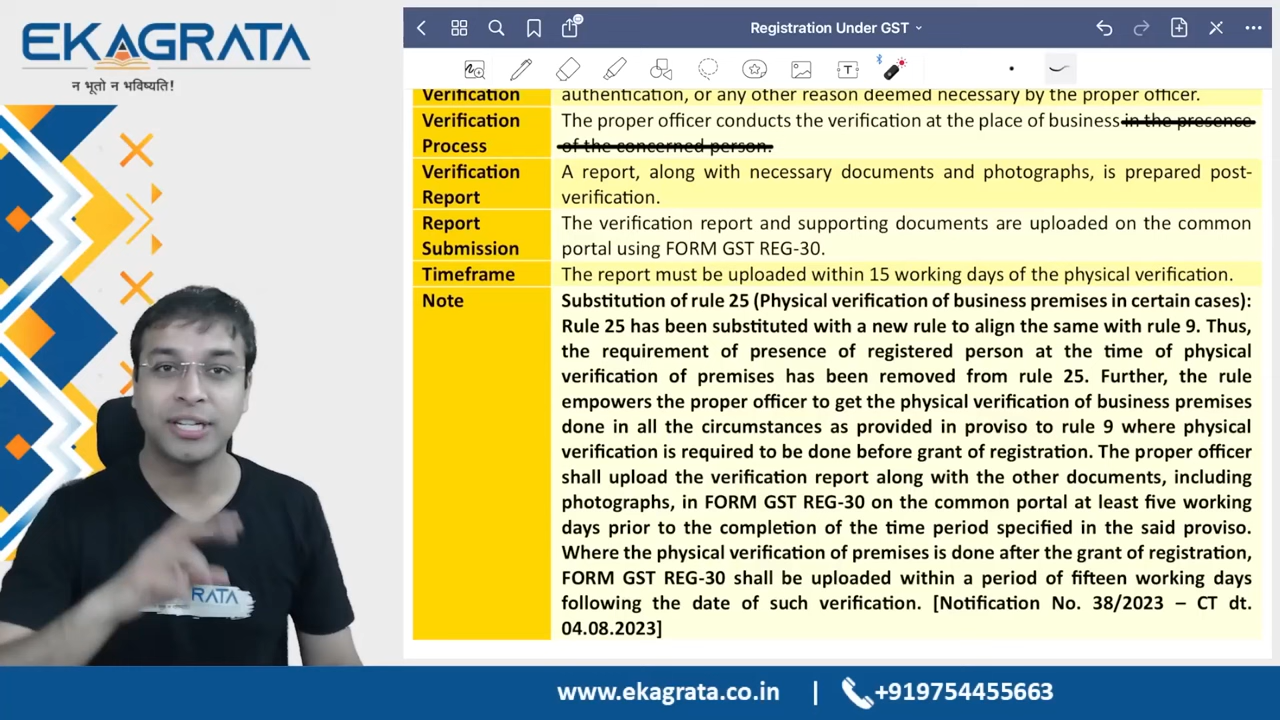 EKAGRATA
न भूतो न भविष्यति!
Registration Under GST
T
Verification authentication, or any other reason deemed necessary by the proper officer.
Verification The proper officer conducts the verification at the place of business in the presence
Process of the concerned person.
Verification A report, along with necessary documents and photographs, is prepared post-
Report verification.
Report The verification report and supporting documents are uploaded on the common
Submission portal using FORM GST REG-30.
Timeframe The report must be uploaded within 15 working days of the physical verification.
Note Substitution of rule 25 (Physical verification of business premises in certain cases):
Rule 25 has been substituted with a new rule to align the same with rule 9. Thus,
the requirement of presence of registered person at the time of physical
verification of premises has been removed from rule 25. Further, the rule
empowers the proper officer to get the physical verification of business premises
done in all the circumstances as provided in proviso to rule 9 where physical
verification is required to be done before grant of registration. The proper officer
shall upload the verification report along with the other documents, including
photographs, in FORM GST REG-30 on the common portal at least five working
days prior to the completion of the time period specified in the said proviso.
Where the physical verification of premises is done after the grant of registration,
FORM GST REG-30 shall be uploaded within a period of fifteen working days
following the date of such verification. [Notification No. 38/2023 – CT dt.
04.08.2023]
www.ekagrata.co.in | +919754455663